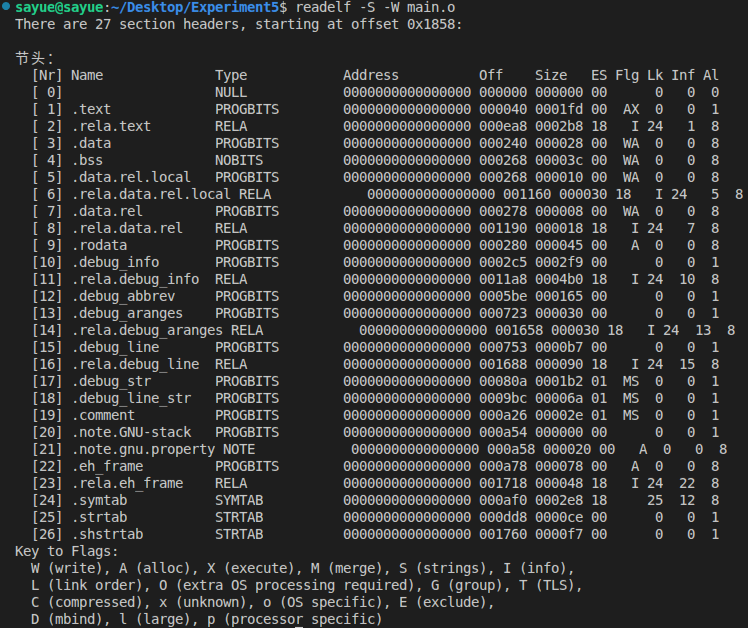 sayue@sayue:~/Desktop/Experiment5$ readelf -S -W main.o
There are 27 section headers, starting at offset 0x1858:
节头：
[Nr] Name Type Address Off Size ES Flg Lk Inf Al
[ 0] NULL 0000000000000000 000000 000000 00 0 0 0
[ 1] .text PROGBITS 0000000000000000 000040 0001fd 00 AX 0 0 1
[ 2] .rela.text RELA 0000000000000000 000ea8 0002b8 18 I 24 1 8
[ 3] .data PROGBITS 0000000000000000 000240 000028 00 WA 0 0 8
[ 4] .bss NOBITS 0000000000000000 000268 00003c 00 WA 0 0 8
[ 5] .data.rel.local PROGBITS 0000000000000000 000268 000010 00 WA 0 0 8
[ 6] .rela.data.rel.local RELA 0000000000000000 001160 000030 18 I 24 5 8
[ 7] .data.rel PROGBITS 0000000000000000 000278 000008 00 WA 0 0 8
[ 8] .rela.data.rel RELA 0000000000000000 001190 000018 18 I 24 7 8
[ 9] .rodata PROGBITS 0000000000000000 000280 000045 00 A 0 0 8
[10] .debug_info PROGBITS 0000000000000000 0002c5 0002f9 00 0 0 1
[11] .rela.debug_info RELA 0000000000000000 0011a8 0004b0 18 I 24 10 8
[12] .debug_abbrev PROGBITS 0000000000000000 0005be 000165 00 0 0 1
[13] .debug_aranges PROGBITS 0000000000000000 000723 000030 00 0 0 1
[14] .rela.debug_aranges RELA 0000000000000000 001658 000030 18 I 24 13 8
[15] .debug_line PROGBITS 0000000000000000 000753 0000b7 00 0 0 1
[16] .rela.debug_line RELA 0000000000000000 001688 000090 18 I 24 15 8
[17] .debug_str PROGBITS 0000000000000000 00080a 0001b2 01 MS 0 0 1
[18] .debug_line_str PROGBITS 0000000000000000 0009bc 00006a 01 MS 0 0 1
[19] .comment PROGBITS 0000000000000000 000a26 00002e 01 MS 0 0 1
[20] .note.GNU-stack PROGBITS 0000000000000000 000a54 000000 00 0 0 1
[21] .note.gnu.property NOTE 0000000000000000 000a58 000020 00 A 0 0 8
[22] .eh_frame PROGBITS 0000000000000000 000a78 000078 00 A 0 0 8
[23] .rela.eh_frame RELA 0000000000000000 001718 000048 18 I 24 22 8
[24] .symtab SYMTAB 0000000000000000 000af0 0002e8 18 25 12 8
[25] .strtab STRTAB 0000000000000000 000dd8 0000ce 00 0 0 1
[26] .shstrtab STRTAB 0000000000000000 001760 0000f7 00 0 0 1
Key to Flags:
W (write), A (alloc), X (execute), M (merge), S (strings), I (info),
L (link order), O (extra OS processing required), G (group), T (TLS),
C (compressed), x (unknown), o (OS specific), E (exclude),
D (mbind), l (large), p (processor specific)